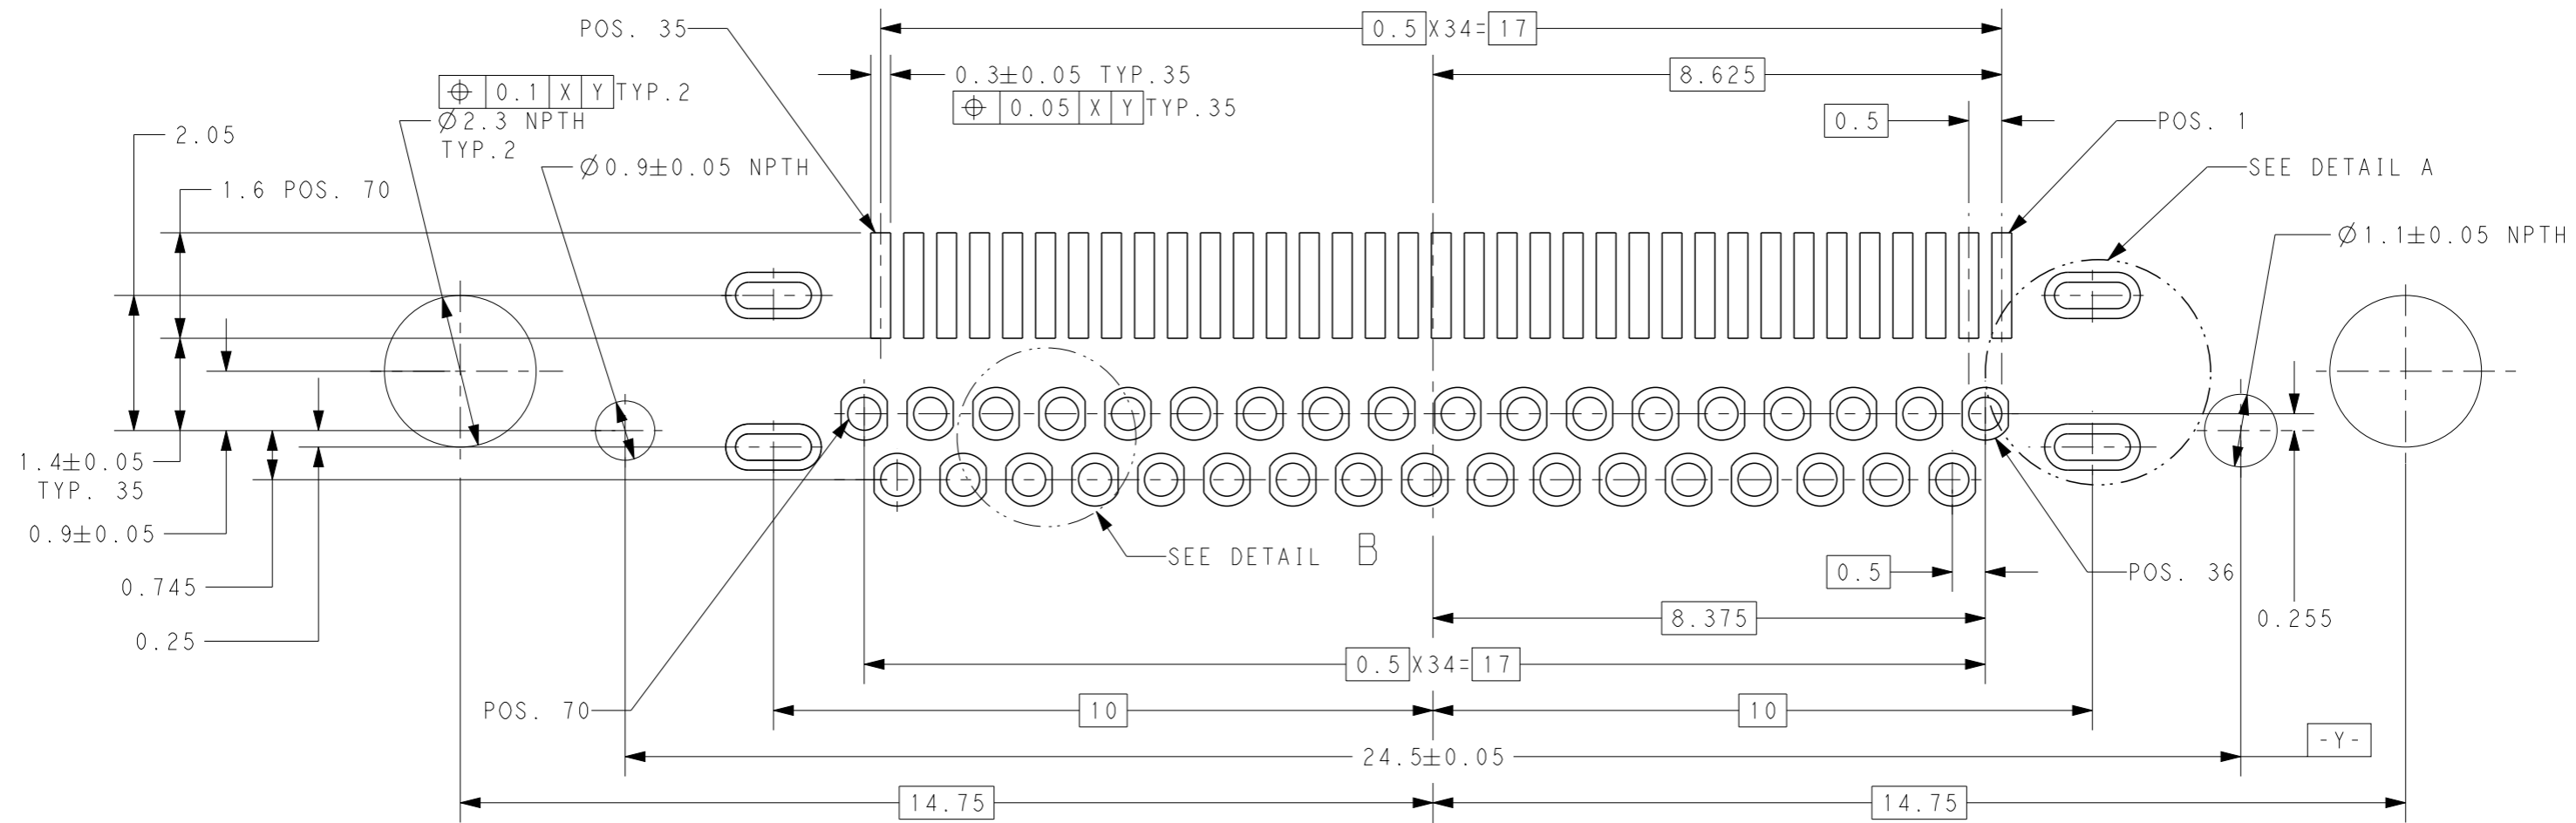 POS. 35
0.5 X34= 17
0.3±0.05 TYP.35
8.625
⌖ 0.1 X Y TYP.2
⌖ 0.05 X Y TYP.35
Ø2.3 NPTH
TYP.2
2.05
0.5
POS. 1
Ø0.9±0.05 NPTH
SEE DETAIL A
1.6 POS. 70
Ø1.1±0.05 NPTH
1.4±0.05
TYP. 35
0.9±0.05
SEE DETAIL B
0.745
0.5
POS. 36
0.255
0.25
8.375
0.5 X34= 17
POS. 70
10
10
-Y-
24.5±0.05
14.75
14.75